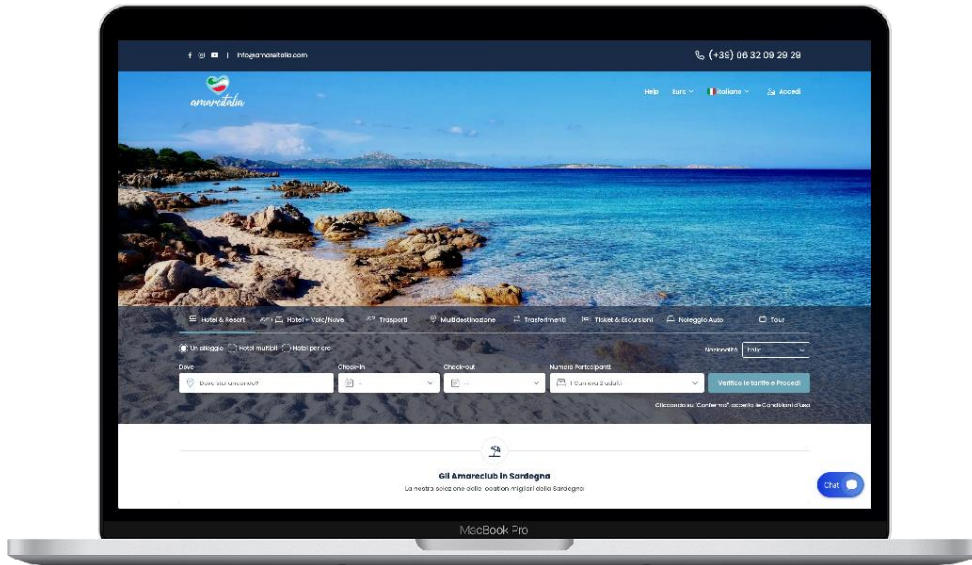 info@amareitalia.com
(+39) 06 32 09 29 29
amareitalia
Help Euro Italiano Accedi
Hotel & Resort Hotel + Volo/Nave Trasporti Multidestinazione Trasferimenti Ticket & Escursioni Noleggio Auto Tour
Un alloggio Hotel multipli Hotel per ore
Nazionalità Italia
Dove Check-in Check-out Numero Partecipanti
Dove stai andando? - - 1 Camera 2 adulti Verifica le tariffe e Procedi
Cliccando su "Conferma", accetto le Condizioni d'uso
Gli Amareclub in Sardegna
La nostra selezione delle location migliori della Sardegna
Chat
MacBook Pro